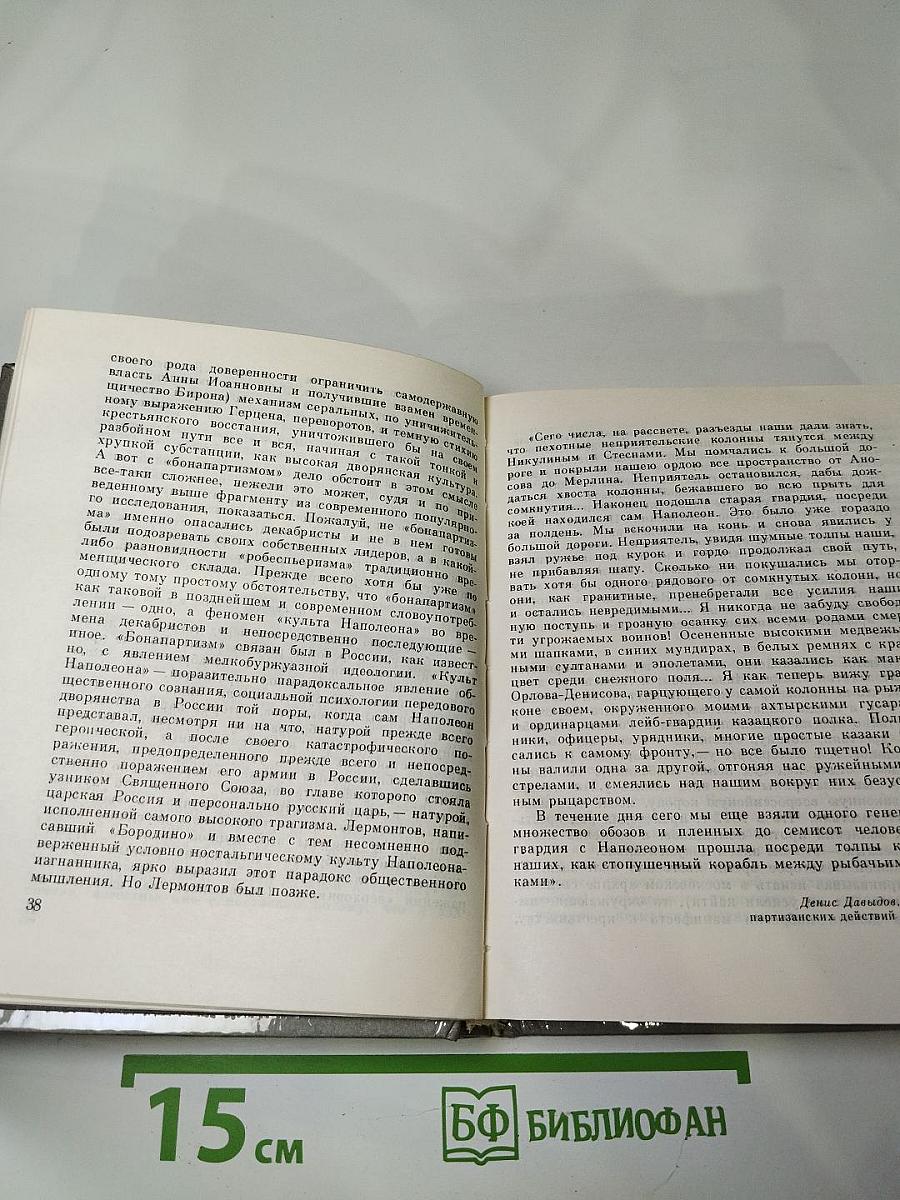 своего рода доверенности ограничить самодержавную
власть Анны Иоанновны и получившие взамен времен-
щичество Бирона) механизм серальных, по уничижитель-
ному выражению Герцена, переворотов, и темную стихию
крестьянского восстания, уничтожившего бы на своем
разбойном пути все и вся, начиная с такой тонкой и
хрупкой субстанции, как высокая дворянская культура.
А вот с «бонапартизмом» дело обстоит в этом смысле
все-таки сложнее, нежели это может, судя и по при-
веденному выше фрагменту из современного популярно-
го исследования, показаться. Пожалуй, не «бонапартиз-
ма» именно опасались декабристы и не в нем готовы
были подозревать своих собственных лидеров, а в какой-
либо разновидности «робеспьеризма» традиционно вре-
менщического склада. Прежде всего хотя бы уже по
одному тому простому обстоятельству, что «бонапартизм»
как таковой в позднейшем и современном словоупотреб-
лении — одно, а феномен «культа Наполеона» во вре-
мена декабристов и непосредственно последующие —
иное. «Бонапартизм» связан был в России, как извест-
но, с явлением мелкобуржуазной идеологии. «Культ
Наполеона» — поразительно парадоксальное явление об-
щественного сознания, социальной психологии передового
дворянства в России той поры, когда сам Наполеон
представал, несмотря ни на что, натурой прежде всего
героической, а после своего катастрофического по-
ражения, предопределенного прежде всего и непосред-
ственно поражением его армии в России, сделавшись
узником Священного Союза, во главе которого стояла
царская Россия и персонально русский царь, — натурой,
исполненной самого высокого трагизма. Лермонтов, напи-
савший «Бородино» и вместе с тем несомненно под-
верженный условно ностальгическому культу Наполеона-
изгнанника, ярко выразил этот парадокс общественного
мышления. Но Лермонтов был позже.
38
«Сего числа, на рассвете, разъезды наши дали знать,
что пехотные неприятельские колонны тянутся между
Никулиным и Стеснами. Мы помчались к большой до-
роге и покрыли нашею ордою все пространство от Ано-
сова до Мерлина. Неприятель остановился, дабы дож-
даться хвоста колонны, бежавшего во всю прыть для
сомкнутия... Наконец подошла старая гвардия, посреди
коей находился сам Наполеон. Это было уже гораздо
за полдень. Мы вскочили на конь и снова явились у
большой дороги. Неприятель, увидя шумные толпы наши,
взял ружье под курок и гордо продолжал свой путь,
не прибавляя шагу. Сколько ни покушались мы отор-
вать хотя бы одного рядового от сомкнутых колонн, но
они, как гранитные, пренебрегали все усилия наши
и остались невредимыми... Я никогда не забуду свобод
ную поступь и грозную осанку сих всеми родами смер
ти угрожаемых воинов! Осененные высокими медвежьи
ми шапками, в синих мундирах, в белых ремнях с кра
ными султанами и эполетами, они казались как мак
цвет среди снежного поля... Я как теперь вижу гра
Орлова-Денисова, гарцующего у самой колонны на рыж
коне своем, окруженного моими ахтырскими гусара
и ординарцами лейб-гвардии казацкого полка. Полк
ники, офицеры, урядники, многие простые казаки
сались к самому фронту,— но все было тщетно! Ко
ны валили одна за другой, отгоняя нас ружейными
стрелами, и смеялись над нашим вокруг них безус
ным рыцарством.
В течение дня сего мы еще взяли одного гене
множество обозов и пленных до семисот челове
гвардия с Наполеоном прошла посреди толпы к
наших, как стопушечный корабль между рыбачьим
ками».
Денис Давыдов.
партизанских действий
15 см
БФ БИБЛИОФАН